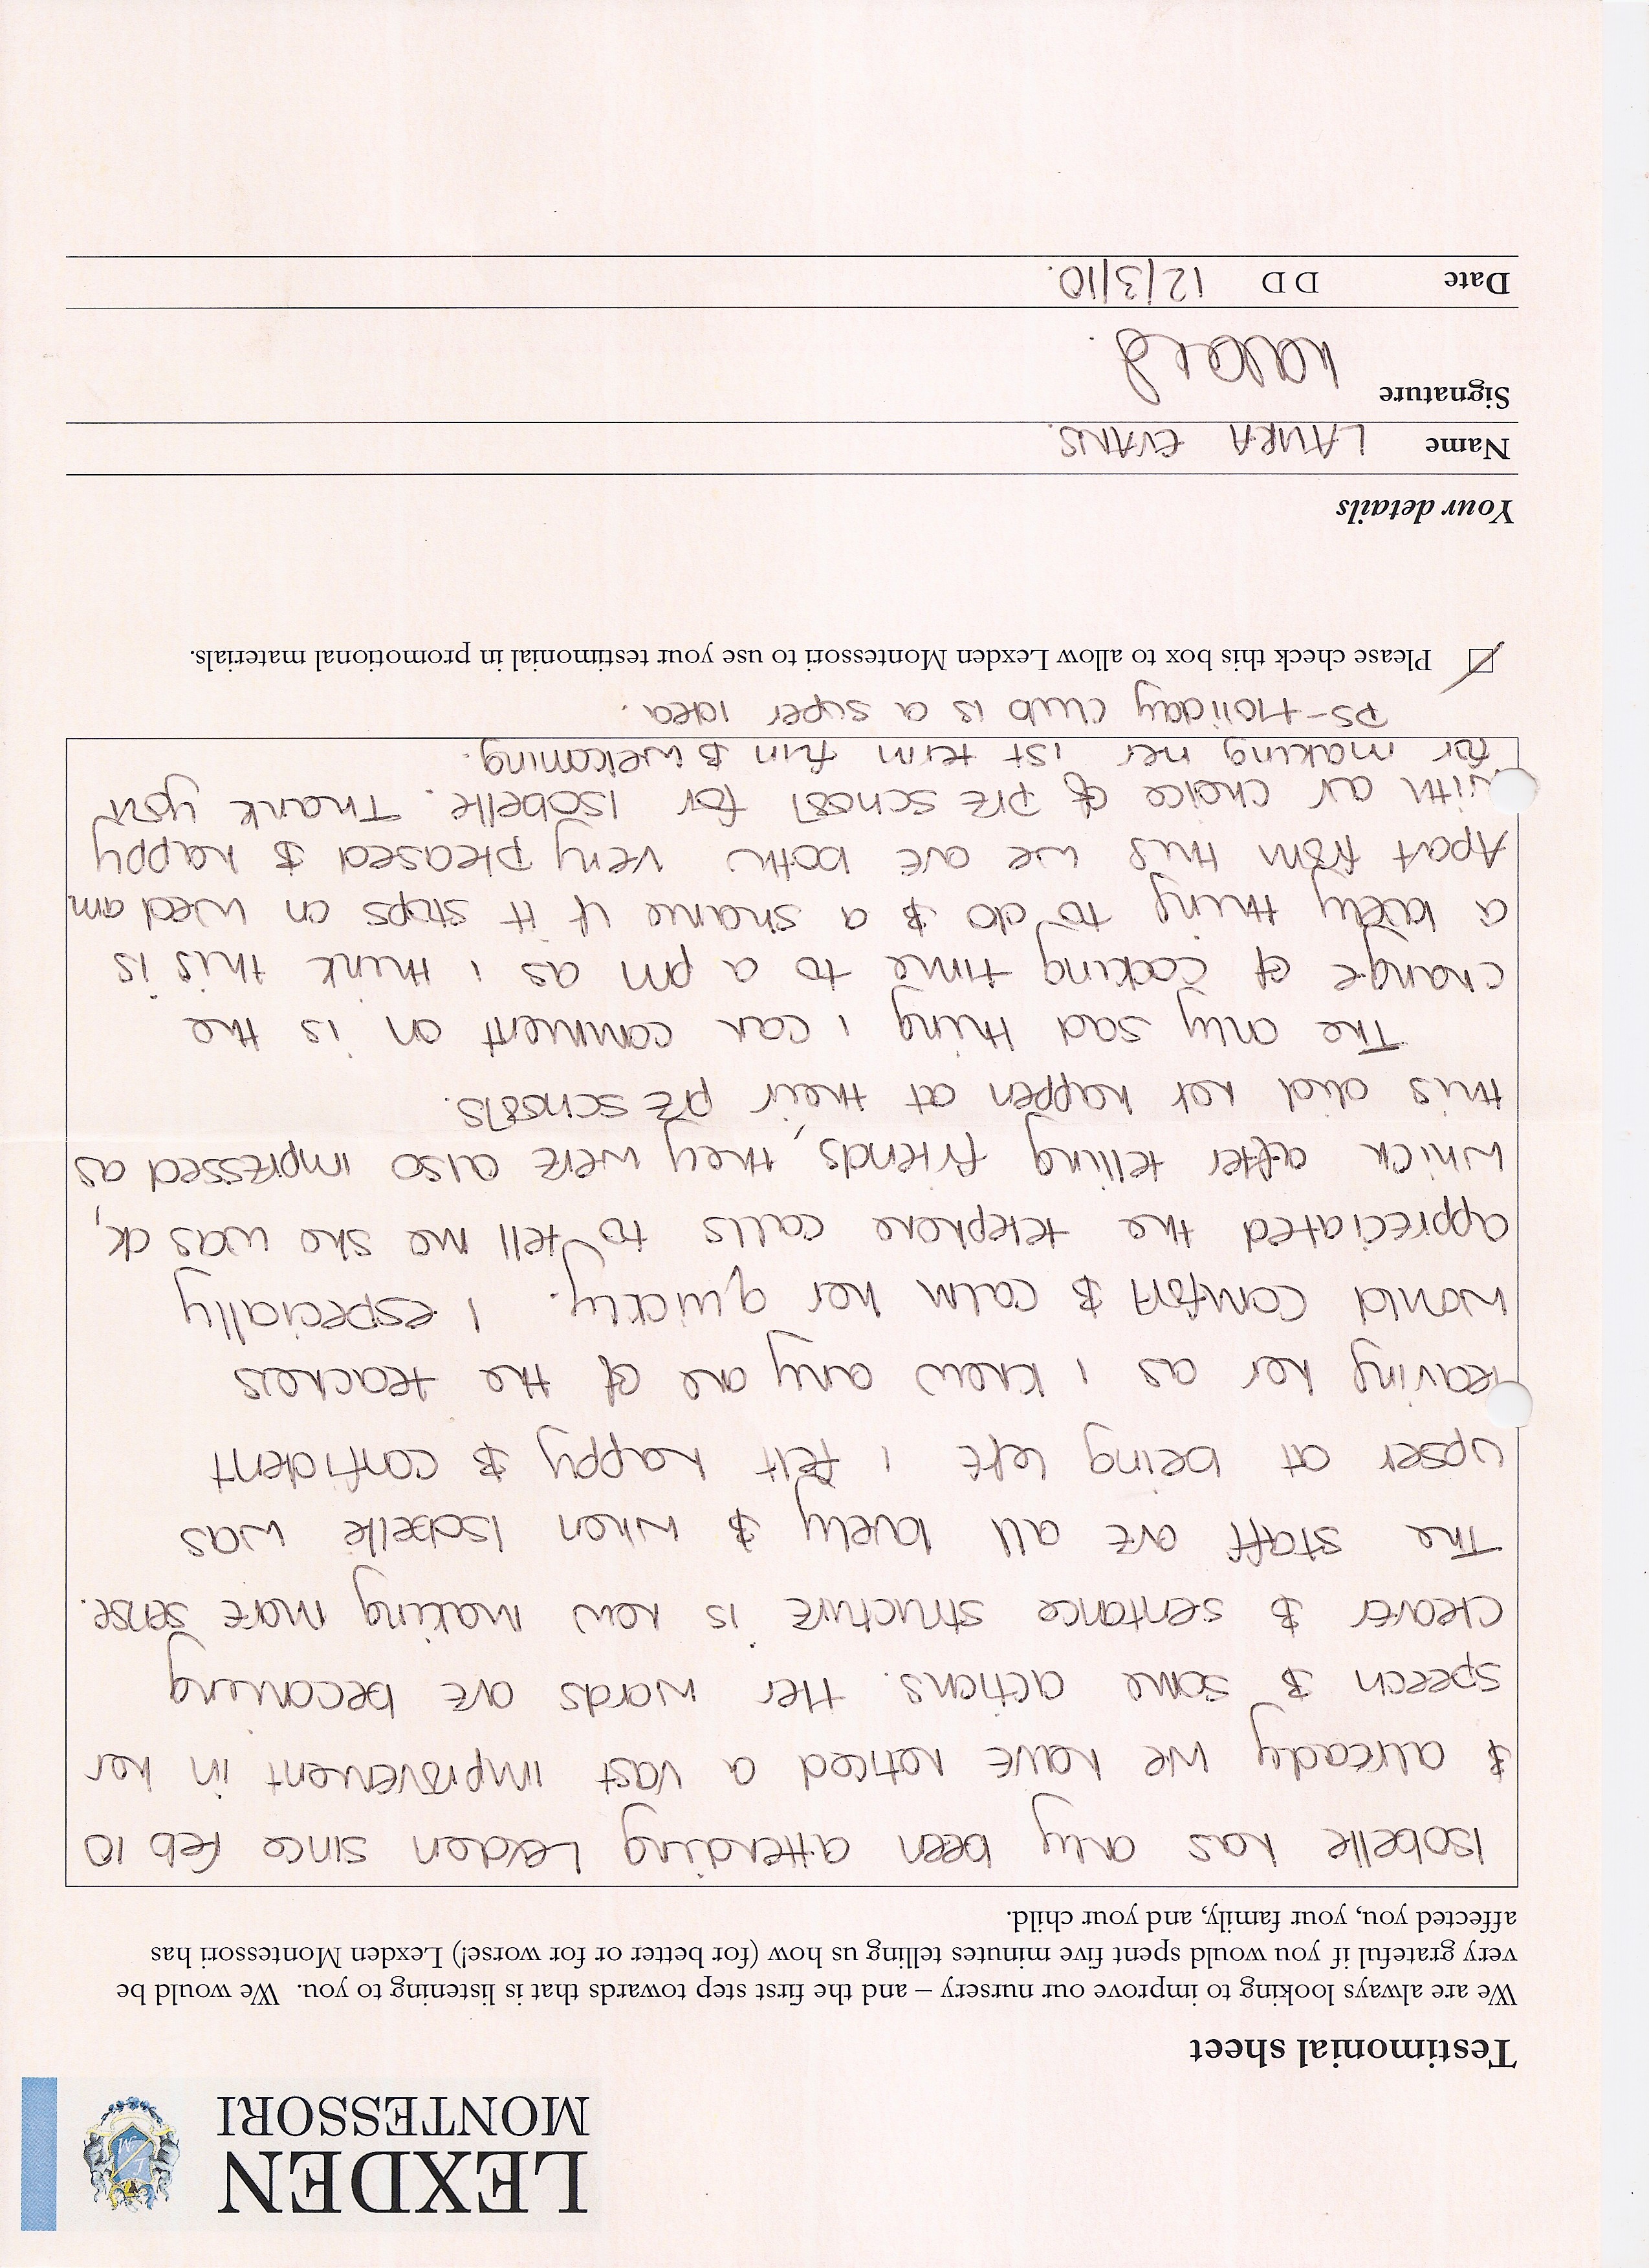 LEXDEN
MONTESSORI
Testimonial sheet
We are always looking to improve our nursery – and the first step towards that is listening to you. We would be
very grateful if you would spent five minutes telling us how (for better or for worse!) Lexden Montessori has
affected you, your family, and your child.
Isobelle has only been attending Lexden since Feb 10
& already we have noticed a vast improvement in her
speech & some actions. Her words are becoming
clearer & sentance structure is now making more sense.
The staff are all lovely & when Isobelle was
upset at being left I felt happy & confident
leaving her as I knew any one of the teachers
would comfort & calm her quickly. I especially
appreciated the telephone calls to tell me she was ok,
which after telling friends, they were also impressed as
this did not happen at their pre schools.
The only sad thing I can comment on is the
change of cooking time to a pm as I think this is
a lovely thing to do & a shame if it stops on wed am
Apart from this we are both very pleased & happy
with our choice of pre school for Isobelle. Thank you
for making her 1st term fun & welcoming.
PS-Holiday club is a super idea.
Please check this box to allow Lexden Montessori to use your testimonial in promotional materials.
Your details
Name LAURA EVANS.
Signature
Date DD 12/3/10.